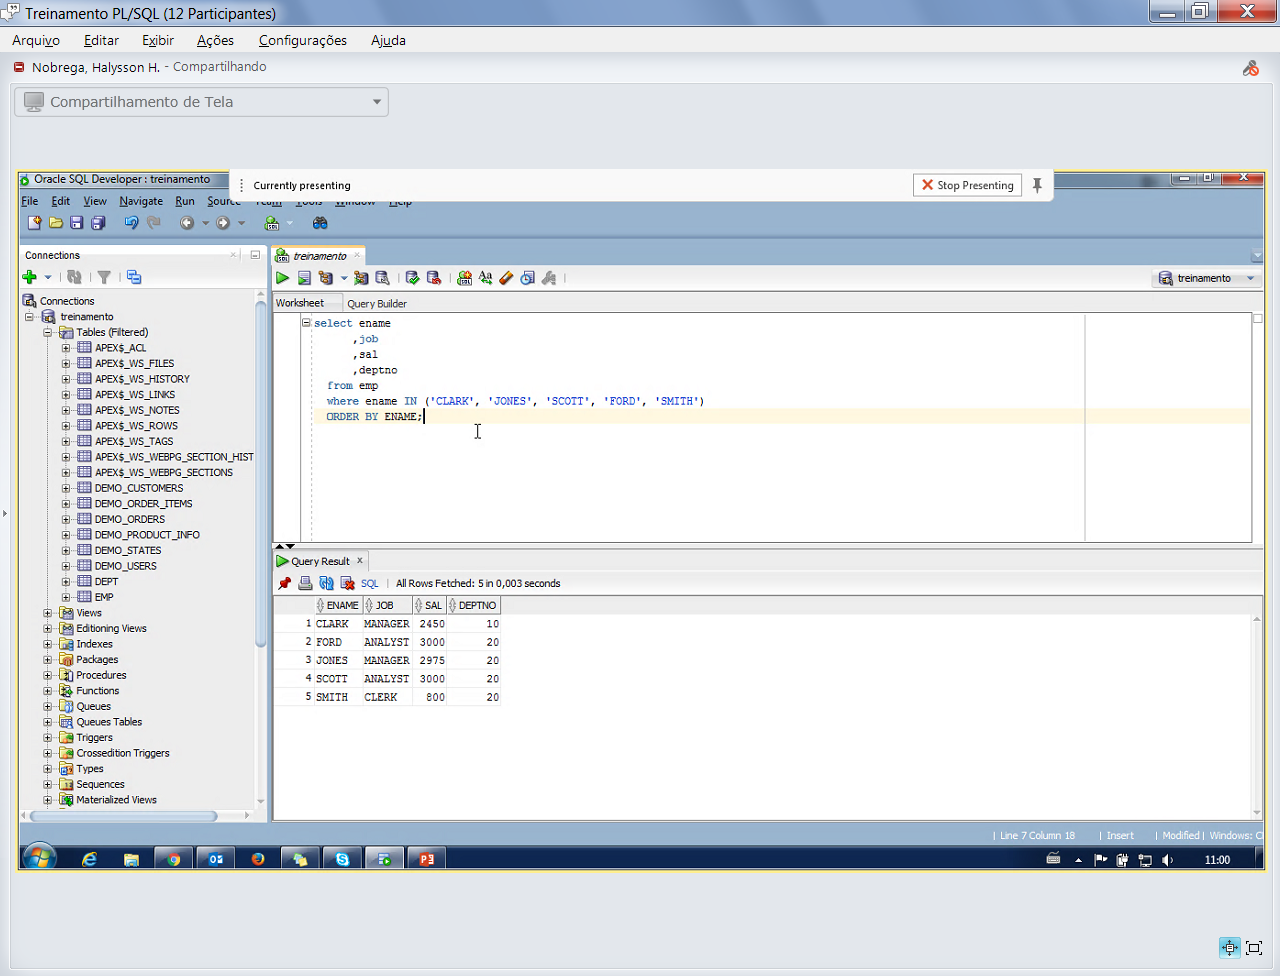 Treinamento PL/SQL (12 Participantes)
Arquivo Editar Exibir Ações Configurações Ajuda
Nobrega, Halysson H. - Compartilhando
Compartilhamento de Tela
Oracle SQL Developer : treinamento
Currently presenting
Stop Presenting
File Edit View Navigate Run Source Team Tools Window Help
Connections
treinamento
treinamento
Worksheet Query Builder
Connections
treinamento
Tables (Filtered)
APEX$_ACL
APEX$_WS_FILES
APEX$_WS_HISTORY
APEX$_WS_LINKS
APEX$_WS_NOTES
APEX$_WS_ROWS
APEX$_WS_TAGS
APEX$_WS_WEBPG_SECTION_HIST
APEX$_WS_WEBPG_SECTIONS
DEMO_CUSTOMERS
DEMO_ORDER_ITEMS
DEMO_ORDERS
DEMO_PRODUCT_INFO
DEMO_STATES
DEMO_USERS
DEPT
EMP
Views
Editioning Views
Indexes
Packages
Procedures
Functions
Queues
Queues Tables
Triggers
Crossedition Triggers
Types
Sequences
Materialized Views
select ename
,job
,sal
,deptno
from emp
where ename IN ('CLARK', 'JONES', 'SCOTT', 'FORD', 'SMITH')
ORDER BY ENAME;
Query Result
SQL | All Rows Fetched: 5 in 0,003 seconds
ENAME JOB SAL DEPTNO
1 CLARK MANAGER 2450 10
2 FORD ANALYST 3000 20
3 JONES MANAGER 2975 20
4 SCOTT ANALYST 3000 20
5 SMITH CLERK 800 20
| Line 7 Column 18 | Insert | Modified | Windows: C
11:00